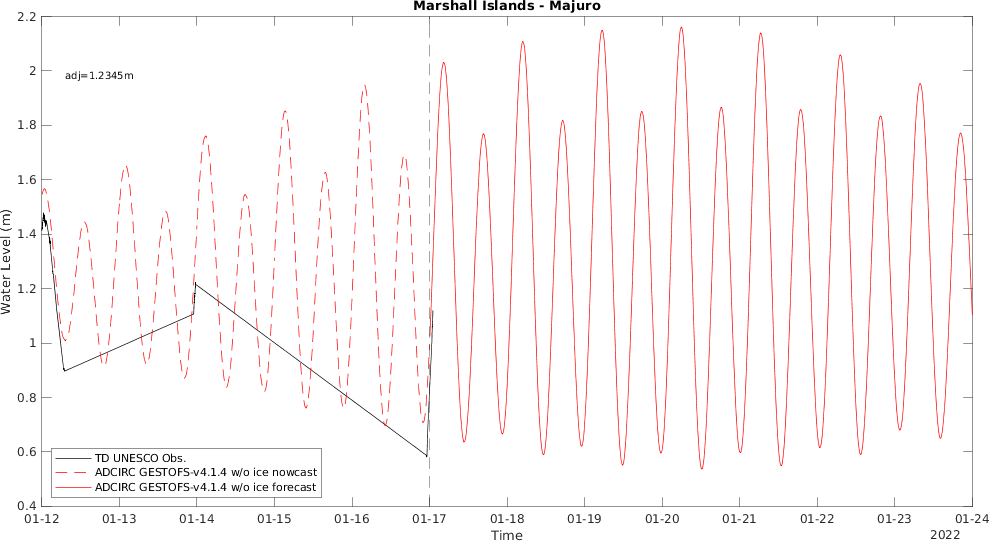 Marshall Islands - Majuro
2.2
2
1.8
1.6
1.4
1.2
1
0.8
0.6
0.4
Water Level (m)
adj=1.2345m
TD UNESCO Obs.
ADCIRC GESTOFS-v4.1.4 w/o ice nowcast
ADCIRC GESTOFS-v4.1.4 w/o ice forecast
01-12 01-13 01-14 01-15 01-16 01-17 01-18 01-19 01-20 01-21 01-22 01-23 01-24
Time
2022